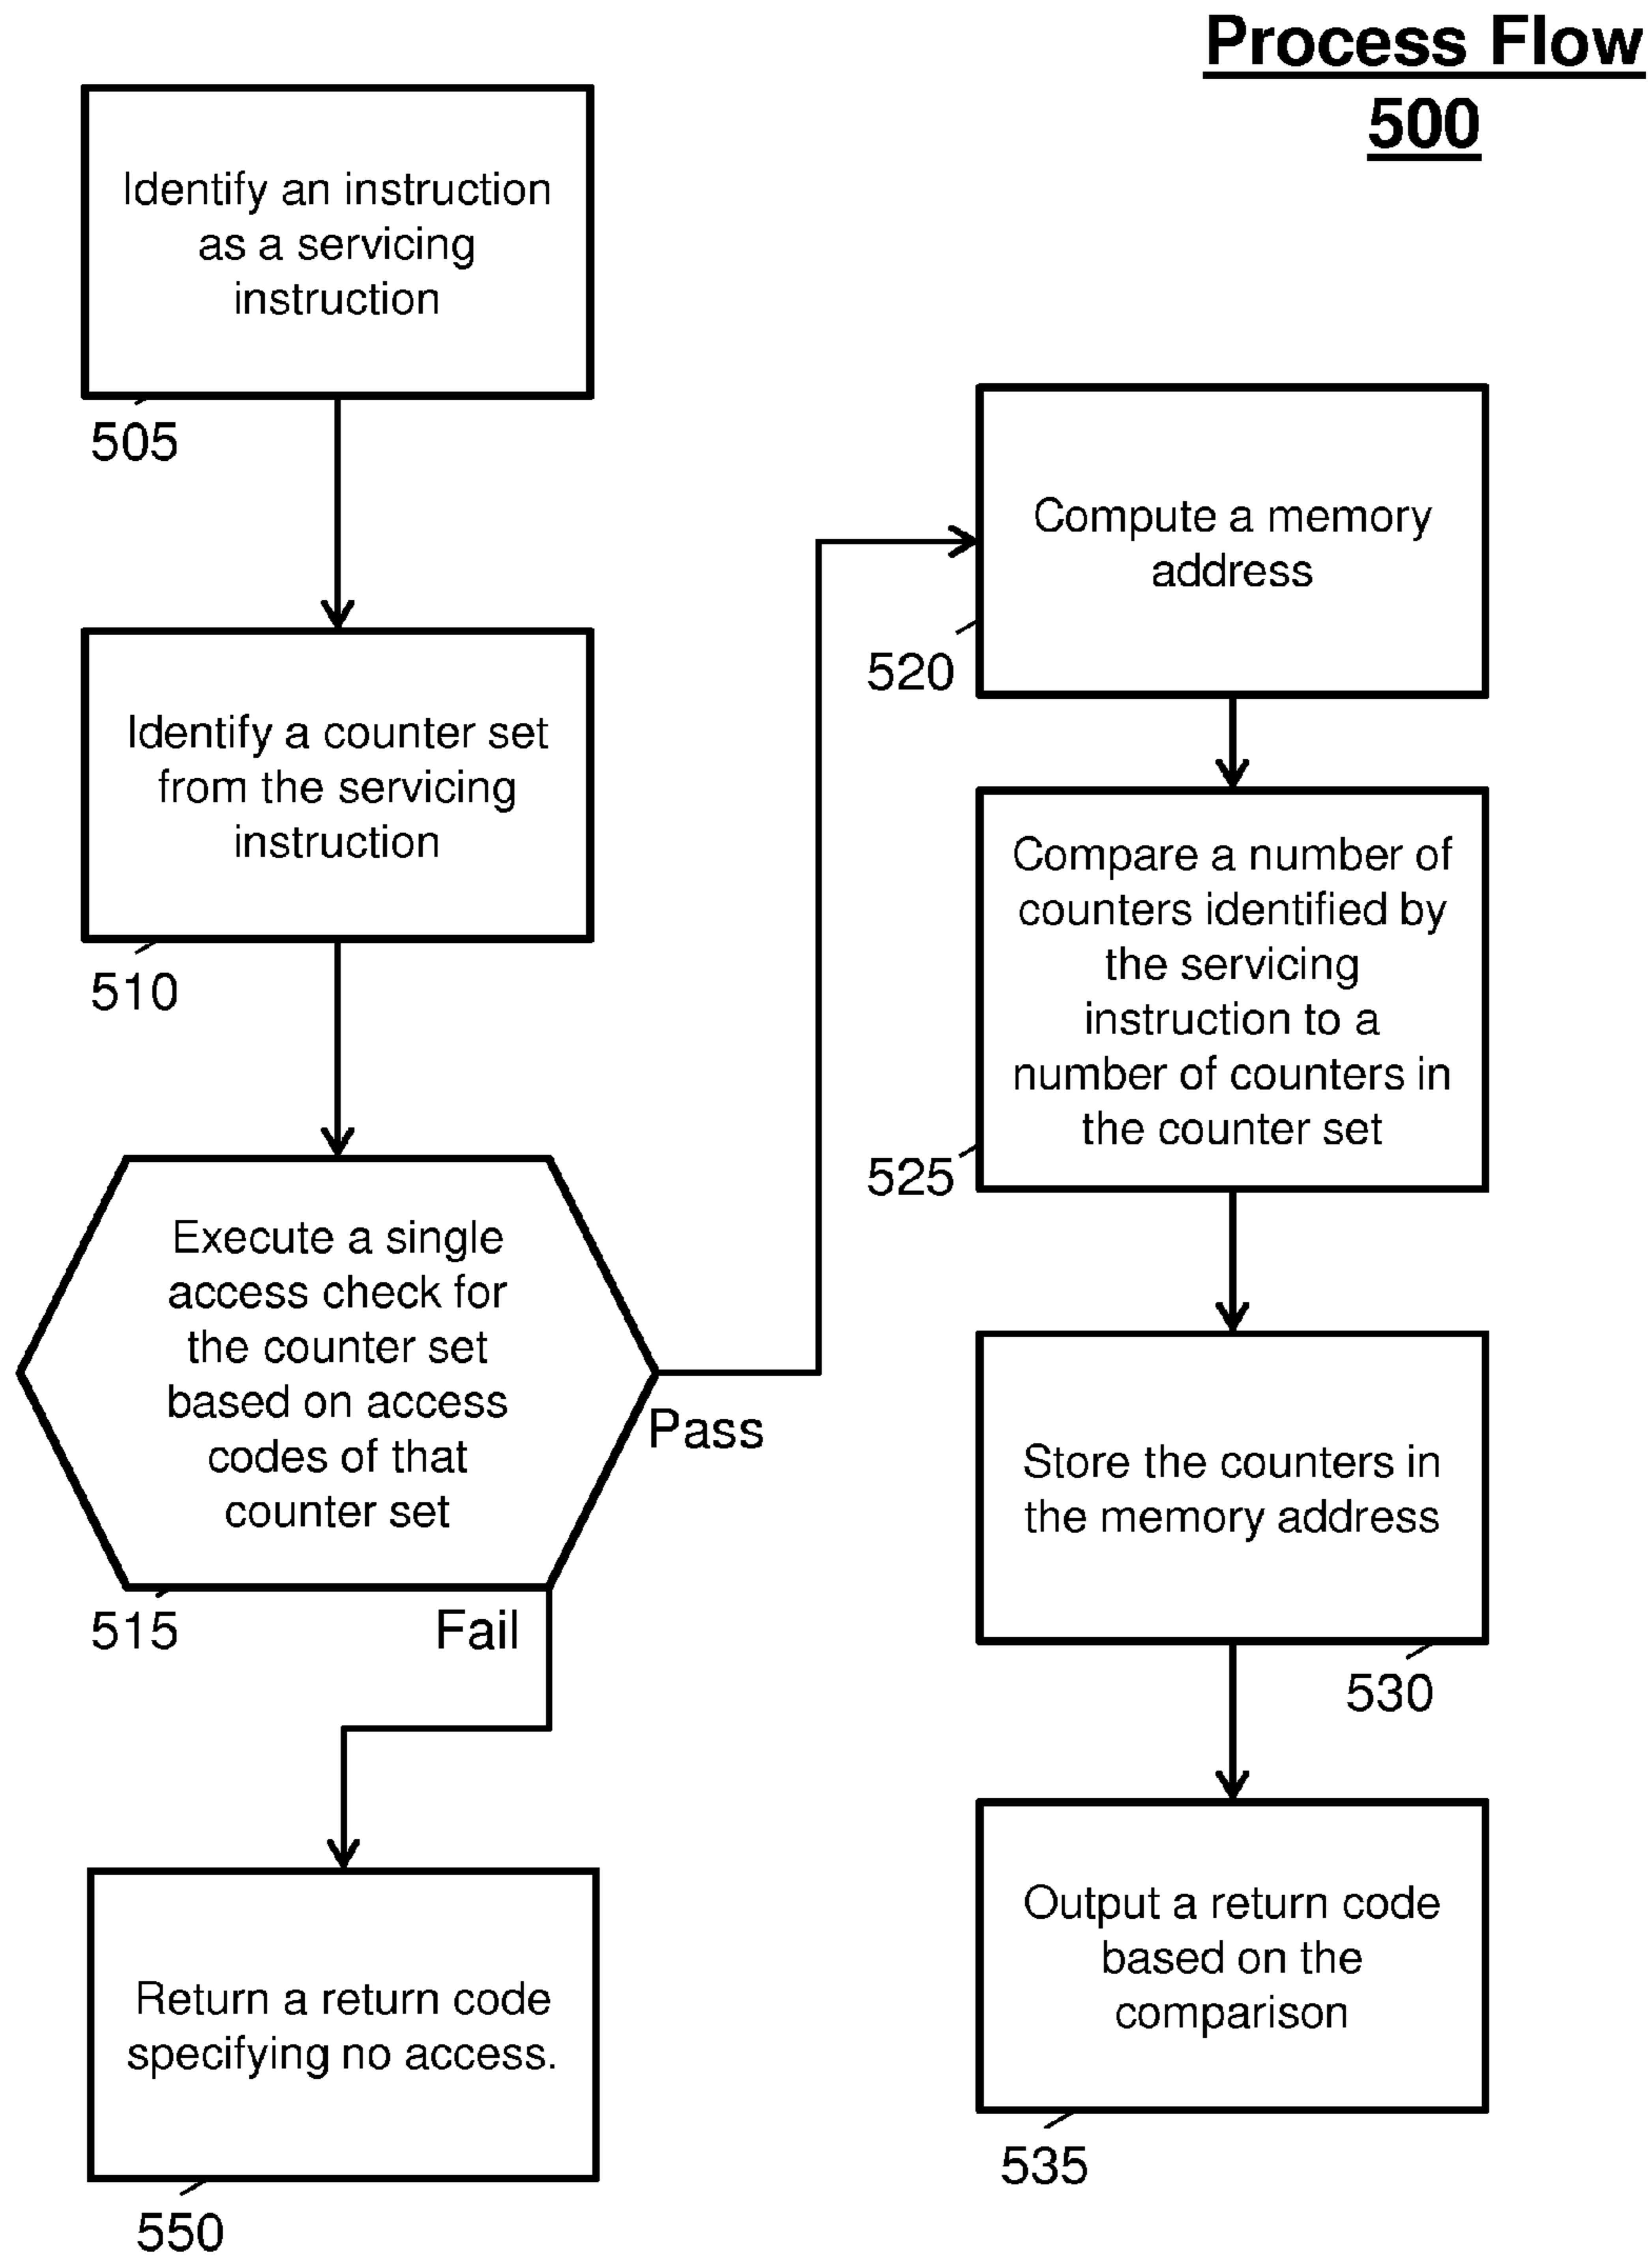 Process Flow
500
Identify an instruction
as a servicing
instruction
505
Identify a counter set
from the servicing
instruction
510
Execute a single
access check for
the counter set
based on access
codes of that
counter set
515
Pass
Fail
Return a return code
specifying no access.
550
Compute a memory
address
520
Compare a number of
counters identified by
the servicing
instruction to a
number of counters in
the counter set
525
Store the counters in
the memory address
530
Output a return code
based on the
comparison
535